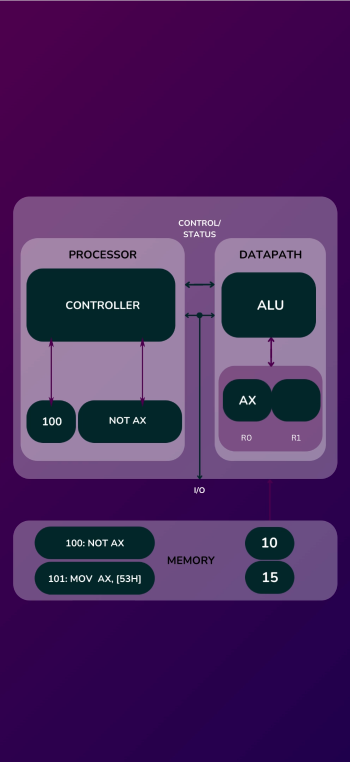 CONTROL/
STATUS
PROCESSOR
DATAPATH
CONTROLLER
ALU
100
NOT AX
AX
R0
R1
I/O
100: NOT AX
MEMORY
10
101: MOV  AX, [53H]
15